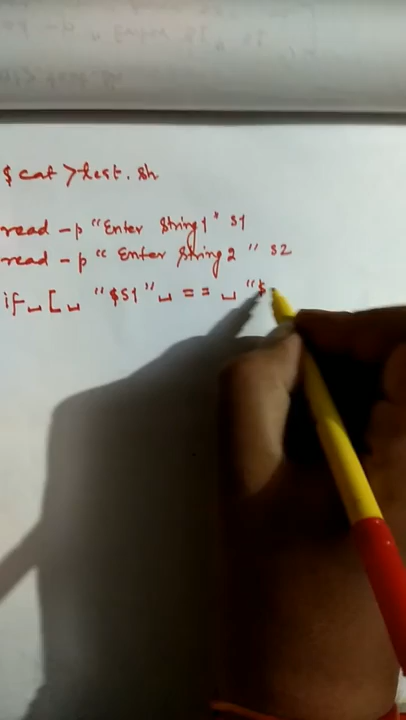 $ cat >test.sh
read -p "Enter String1" s1
read -p "Enter String2" s2
if␣[␣"$s1"␣==␣"$